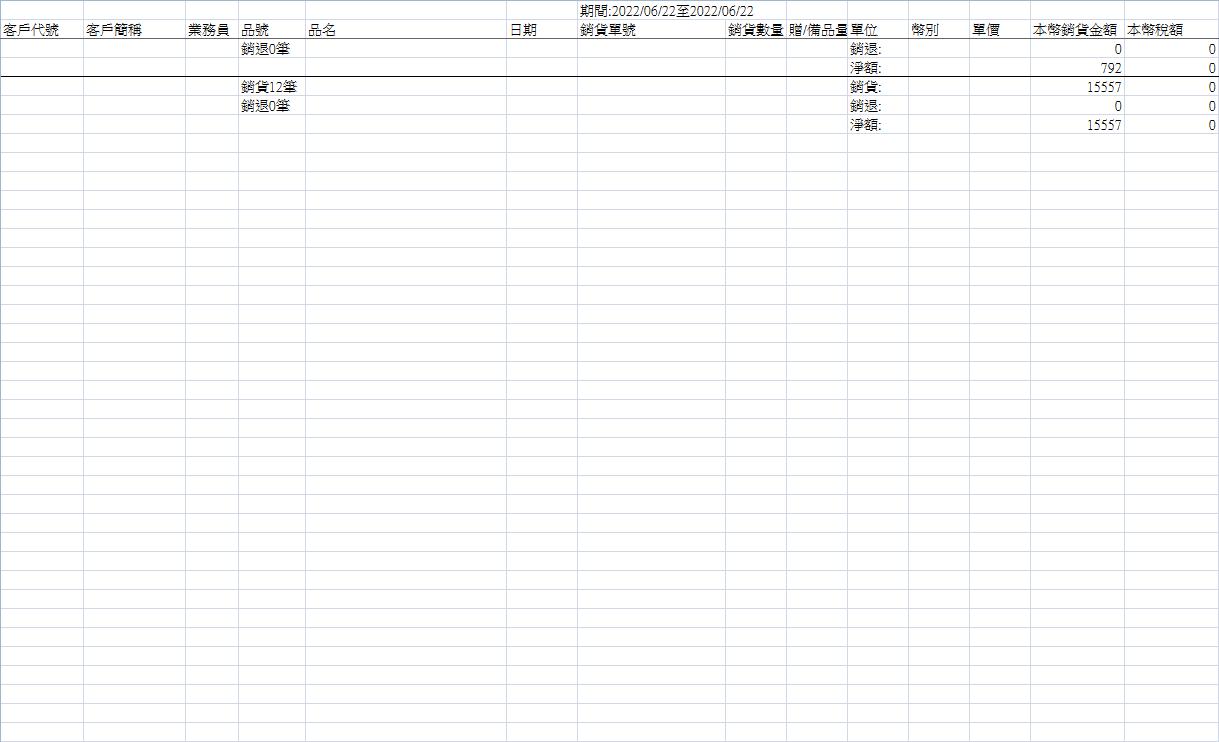 期間:2022/06/22至2022/06/22
客戶代號 客戶簡稱 業務員 品號 品名 日期 銷貨單號 銷貨數量 贈/備品量 單位 幣別 單價 本幣銷貨金額 本幣稅額
銷退0筆 銷退: 0 0
淨額: 792 0
銷貨12筆 銷貨: 15557 0
銷退0筆 銷退: 0 0
淨額: 15557 0